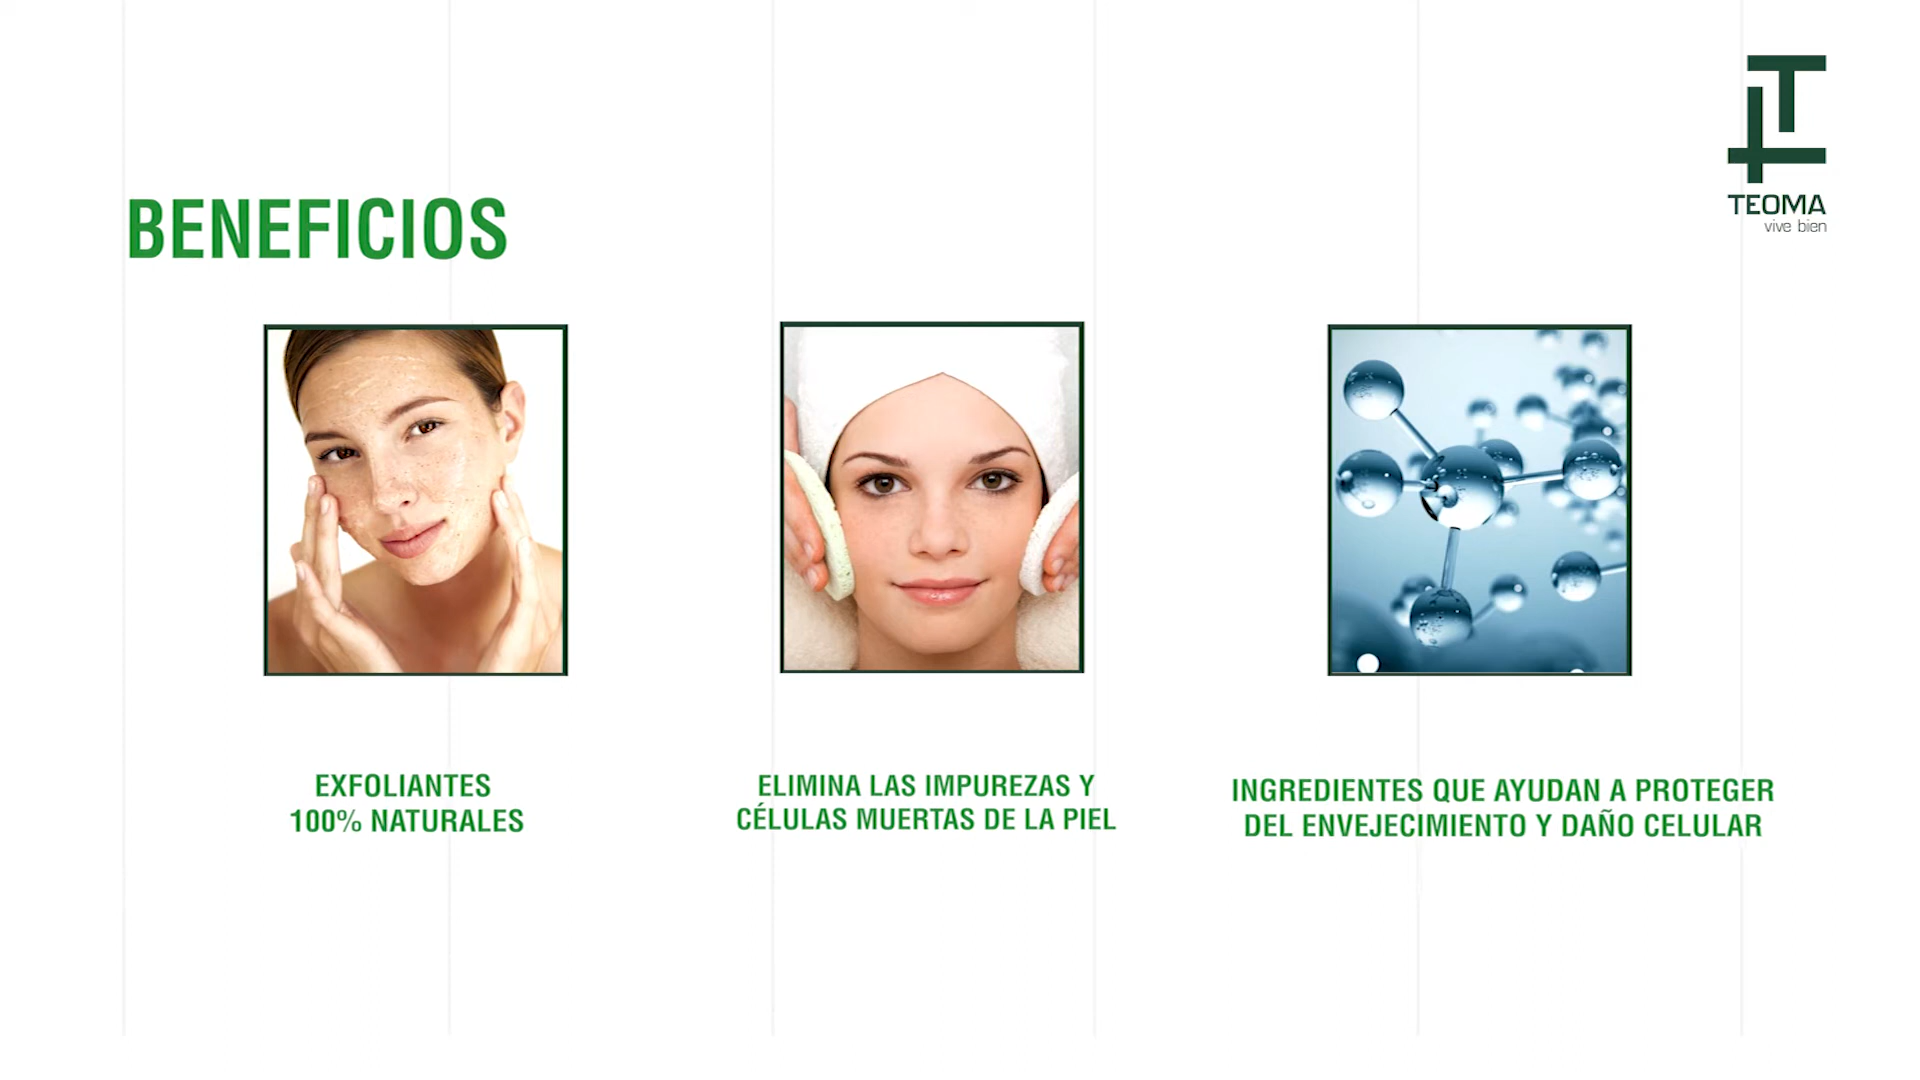 TEOMA
vive bien
BENEFICIOS
EXFOLIANTES
100% NATURALES
ELIMINA LAS IMPUREZAS Y
CÉLULAS MUERTAS DE LA PIEL
INGREDIENTES QUE AYUDAN A PROTEGER
DEL ENVEJECIMIENTO Y DAÑO CELULAR